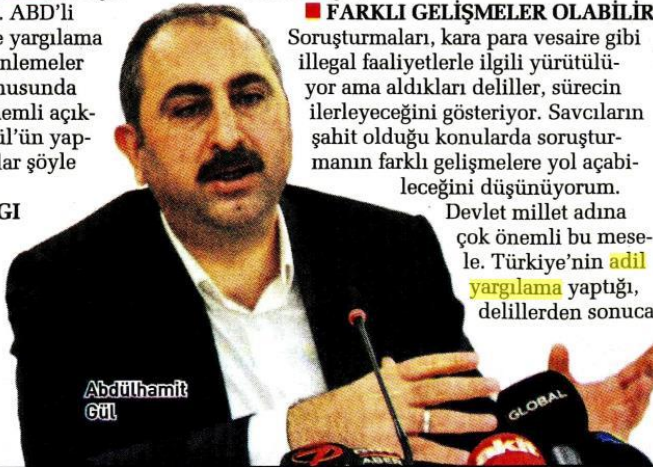 . ABD'li
e yargılama
nlemeler
nusunda
emli açık-
ül'ün yap-
lar şöyle
GI
■ FARKLI GELİŞMELER OLABİLİR
Soruşturmaları, kara para vesaire gibi
illegal faaliyetlerle ilgili yürütülü-
yor ama aldıkları deliller, sürecin
ilerleyeceğini gösteriyor. Savcıların
şahit olduğu konularda soruştur-
manın farklı gelişmelere yol açabi-
leceğini düşünüyorum.
Devlet millet adına
çok önemli bu mese-
le. Türkiye'nin adil
yargılama yaptığı,
delillerden sonuca
Abdülhamit
Gül
GLOBAL
akit